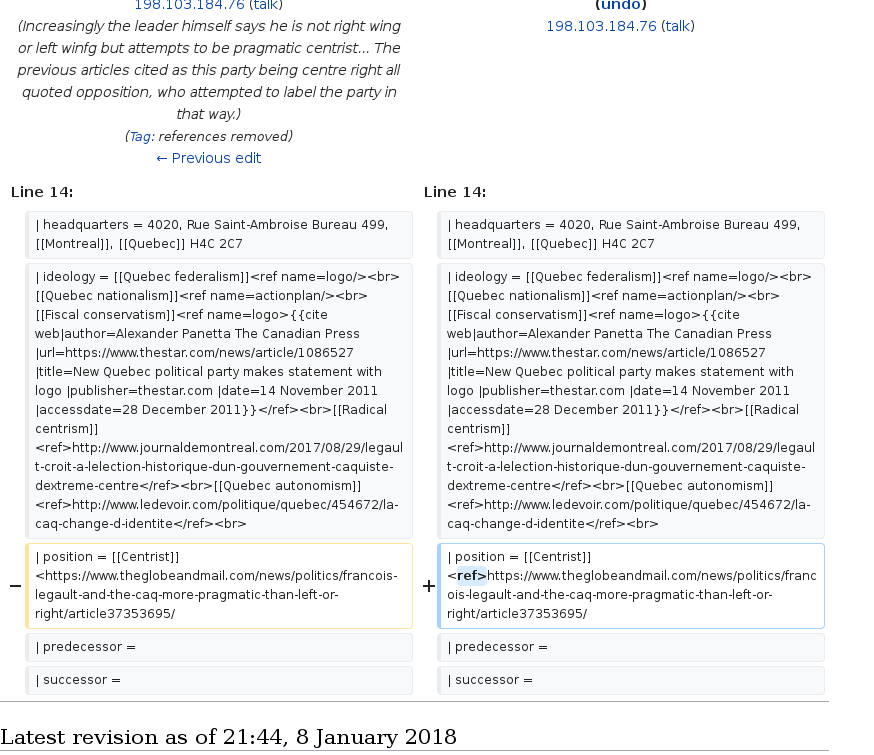 198.103.184.76 (talk)
(Increasingly the leader himself says he is not right wing
or left winfg but attempts to be pragmatic centrist... The
previous articles cited as this party being centre right all
quoted opposition, who attempted to label the party in
that way.)
(Tag: references removed)
← Previous edit
(undo)
198.103.184.76 (talk)
Line 14:
| headquarters = 4020, Rue Saint-Ambroise Bureau 499,
[[Montreal]], [[Quebec]] H4C 2C7
| ideology = [[Quebec federalism]]<ref name=logo/><br>
[[Quebec nationalism]]<ref name=actionplan/><br>
[[Fiscal conservatism]]<ref name=logo>{{cite
web|author=Alexander Panetta The Canadian Press
|url=https://www.thestar.com/news/article/1086527
|title=New Quebec political party makes statement with
logo |publisher=thestar.com |date=14 November 2011
|accessdate=28 December 2011}}</ref><br>[[Radical
centrism]]
<ref>http://www.journaldemontreal.com/2017/08/29/legaul
t-croit-a-lelection-historique-dun-gouvernement-caquiste-
dextreme-centre</ref><br>[[Quebec autonomism]]
<ref>http://www.ledevoir.com/politique/quebec/454672/la-
caq-change-d-identite</ref><br>
− | position = [[Centrist]]
<https://www.theglobeandmail.com/news/politics/francois-
legault-and-the-caq-more-pragmatic-than-left-or-
right/article37353695/
| predecessor =
| successor =
Line 14:
| headquarters = 4020, Rue Saint-Ambroise Bureau 499,
[[Montreal]], [[Quebec]] H4C 2C7
| ideology = [[Quebec federalism]]<ref name=logo/><br>
[[Quebec nationalism]]<ref name=actionplan/><br>
[[Fiscal conservatism]]<ref name=logo>{{cite
web|author=Alexander Panetta The Canadian Press
|url=https://www.thestar.com/news/article/1086527
|title=New Quebec political party makes statement with
logo |publisher=thestar.com |date=14 November 2011
|accessdate=28 December 2011}}</ref><br>[[Radical
centrism]]
<ref>http://www.journaldemontreal.com/2017/08/29/legaul
t-croit-a-lelection-historique-dun-gouvernement-caquiste-
dextreme-centre</ref><br>[[Quebec autonomism]]
<ref>http://www.ledevoir.com/politique/quebec/454672/la-
caq-change-d-identite</ref><br>
+ | position = [[Centrist]]
<ref>https://www.theglobeandmail.com/news/politics/franc
ois-legault-and-the-caq-more-pragmatic-than-left-or-
right/article37353695/
| predecessor =
| successor =
Latest revision as of 21:44, 8 January 2018